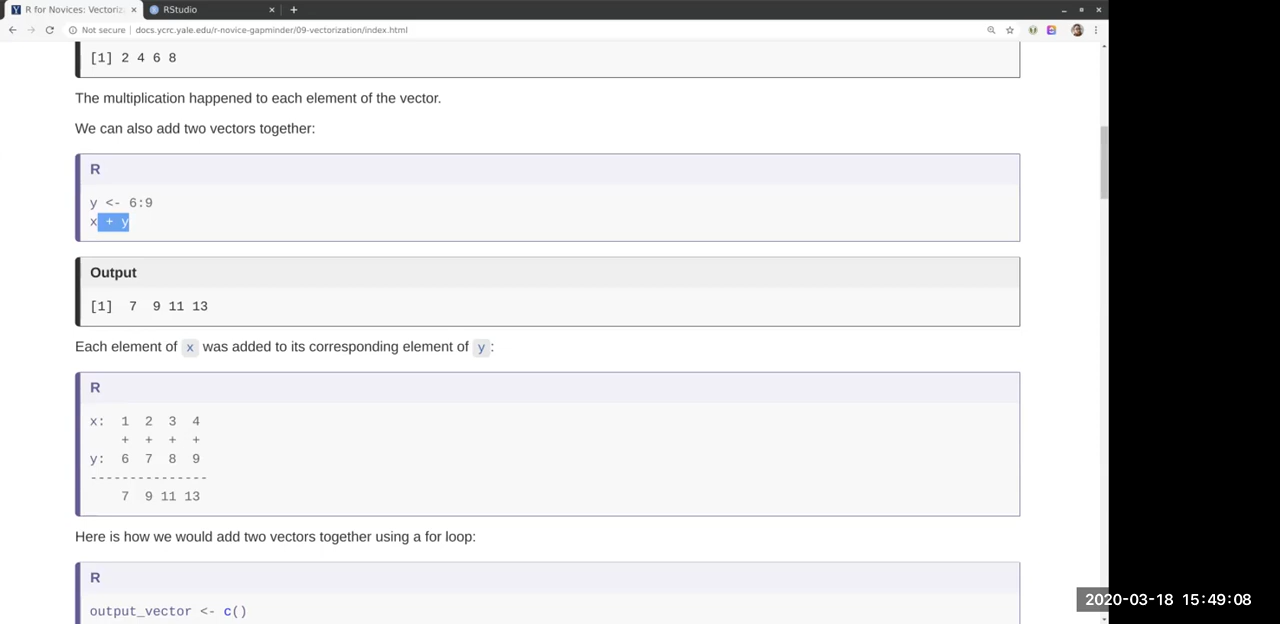 R for Novices: Vectoriz
RStudio
Not secure | docs.ycrc.yale.edu/r-novice-gapminder/09-vectorization/index.html
[1] 2 4 6 8
The multiplication happened to each element of the vector.
We can also add two vectors together:
R
y <- 6:9
x + y
Output
[1]  7  9 11 13
Each element of x was added to its corresponding element of y:
R
x:  1  2  3  4
    +  +  +  +
y:  6  7  8  9
---------------
    7  9 11 13
Here is how we would add two vectors together using a for loop:
R
output_vector <- c()
2020-03-18 15:49:08